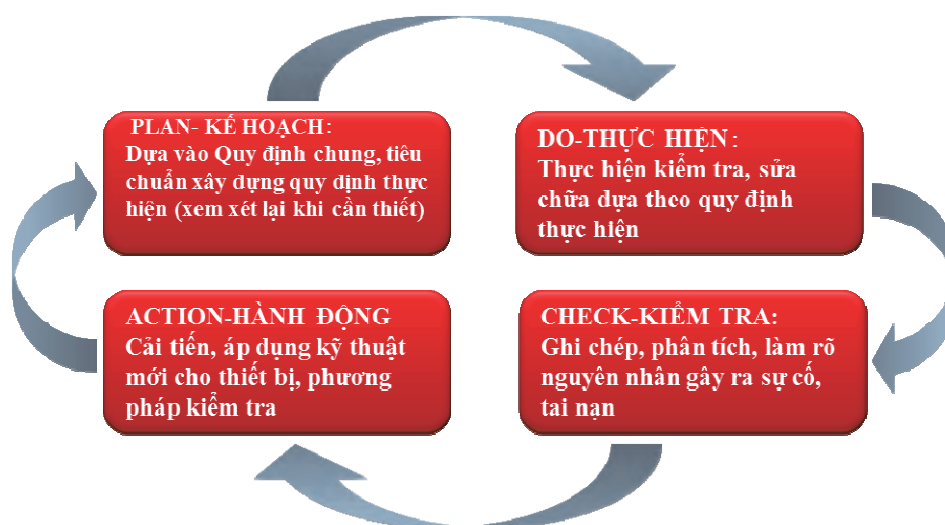 PLAN- KẾ HOẠCH:
Dựa vào Quy định chung, tiêu
chuẩn xây dựng quy định thực
hiện (xem xét lại khi cần thiết)
DO-THỰC HIỆN:
Thực hiện kiểm tra, sửa
chữa dựa theo quy định
thực hiện
ACTION-HÀNH ĐỘNG
Cải tiến, áp dụng kỹ thuật
mới cho thiết bị, phương
pháp kiểm tra
CHECK-KIỂM TRA:
Ghi chép, phân tích, làm rõ
nguyên nhân gây ra sự cố,
tai nạn